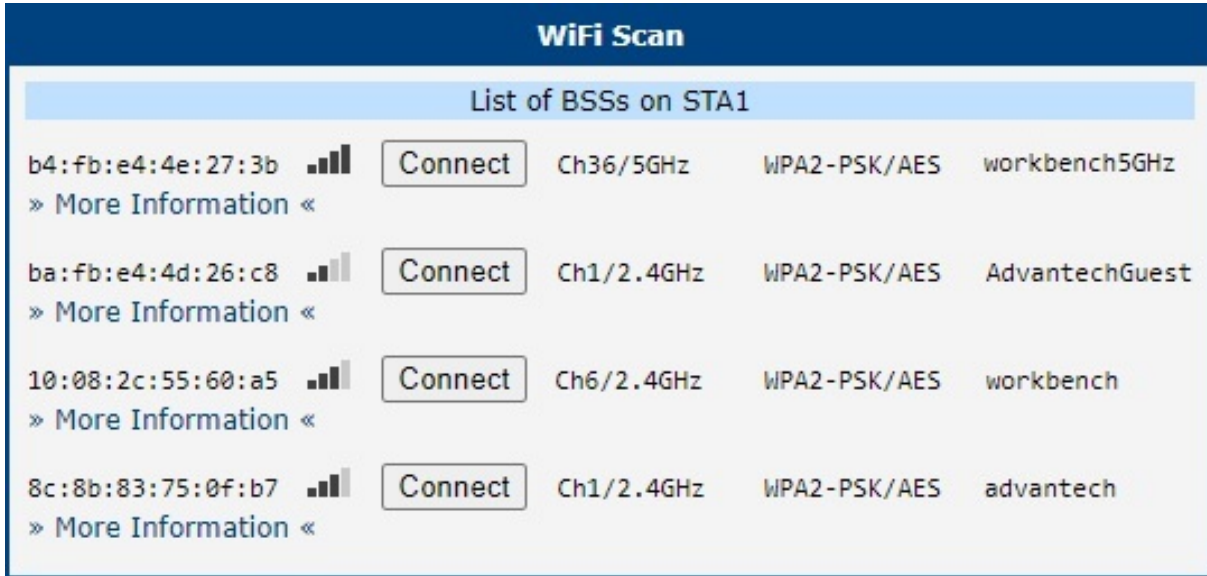 WiFi Scan
List of BSSs on STA1
b4:fb:e4:4e:27:3b Connect Ch36/5GHz WPA2-PSK/AES workbench5GHz
» More Information «
ba:fb:e4:4d:26:c8 Connect Ch1/2.4GHz WPA2-PSK/AES AdvantechGuest
» More Information «
10:08:2c:55:60:a5 Connect Ch6/2.4GHz WPA2-PSK/AES workbench
» More Information «
8c:8b:83:75:0f:b7 Connect Ch1/2.4GHz WPA2-PSK/AES advantech
» More Information «